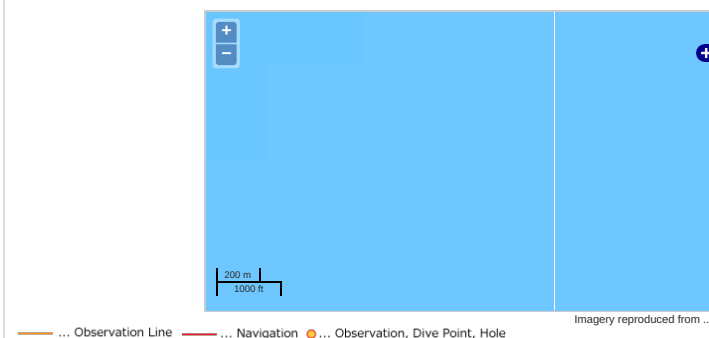 +
−
+
200 m
1000 ft
Imagery reproduced from ..
... Observation Line ... Navigation ... Observation, Dive Point, Hole